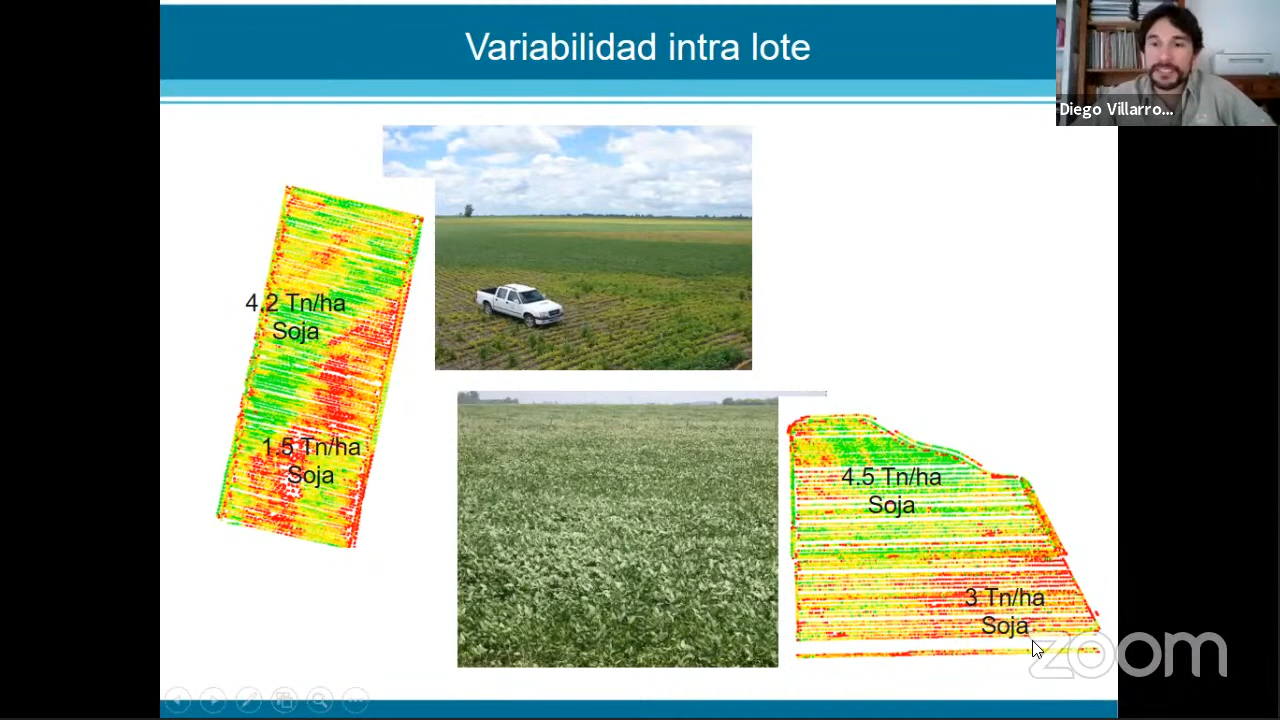 Variabilidad intra lote
Diego Villarro...
4.2 Tn/ha
Soja
1.5 Tn/ha
Soja
4.5 Tn/ha
Soja
3 Tn/ha
Soja
zoom